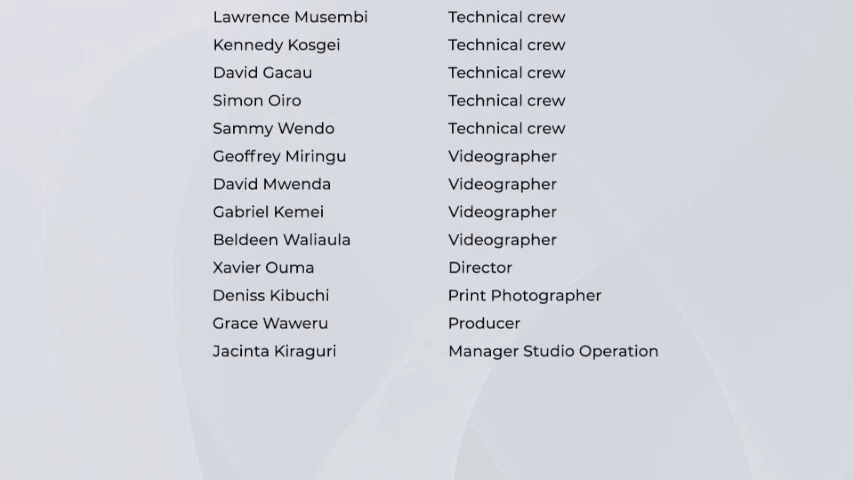 Lawrence Musembi Technical crew
Kennedy Kosgei Technical crew
David Gacau Technical crew
Simon Oiro Technical crew
Sammy Wendo Technical crew
Geoffrey Miringu Videographer
David Mwenda Videographer
Gabriel Kemei Videographer
Beldeen Waliaula Videographer
Xavier Ouma Director
Deniss Kibuchi Print Photographer
Grace Waweru Producer
Jacinta Kiraguri Manager Studio Operation